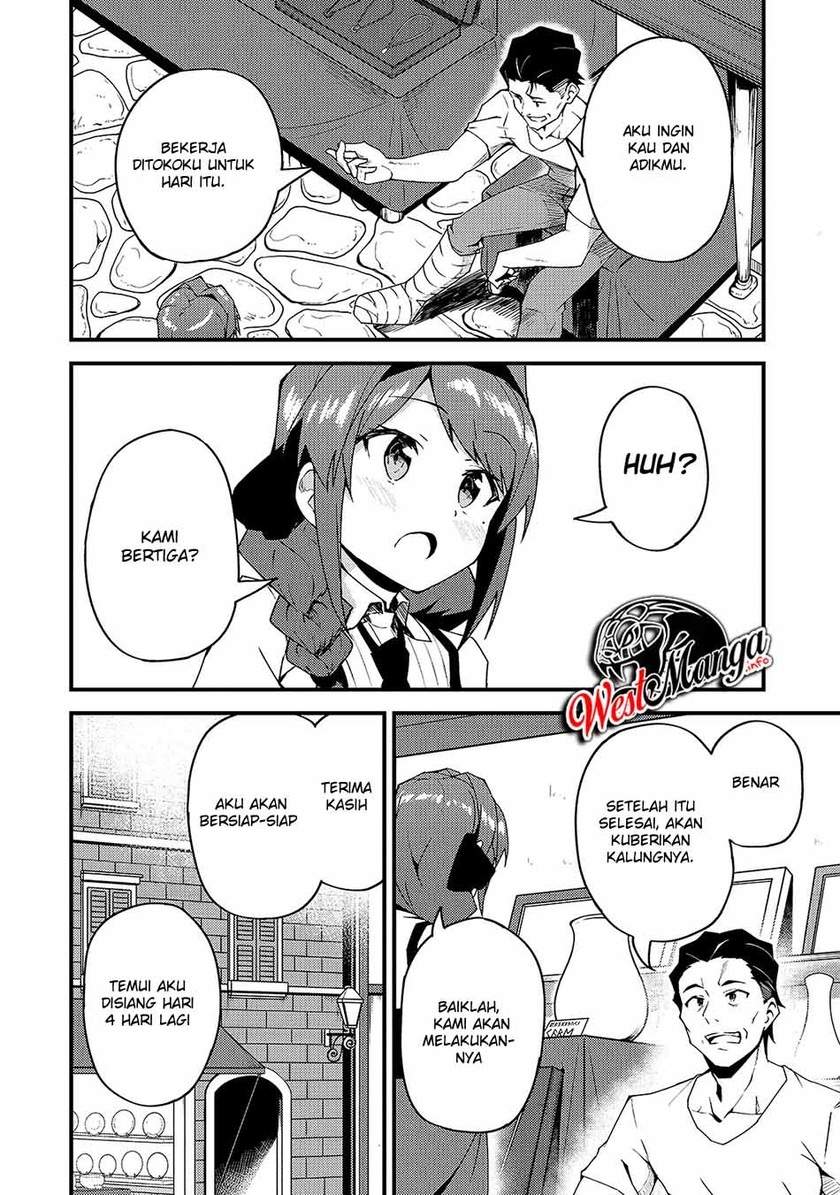 AKU INGIN
KAU DAN
ADIKMU.
BEKERJA
DITOKOKU UNTUK
HARI ITU.
HUH?
KAMI
BERTIGA?
WestManga
.info
BENAR
SETELAH ITU
SELESAI, AKAN
KUBERIKAN
KALUNGNYA.
BAIKLAH,
KAMI AKAN
MELAKUKAN-
NYA
TERIMA
KASIH
AKU AKAN
BERSIAP-SIAP
TEMUI AKU
DISIANG HARI
4 HARI LAGI